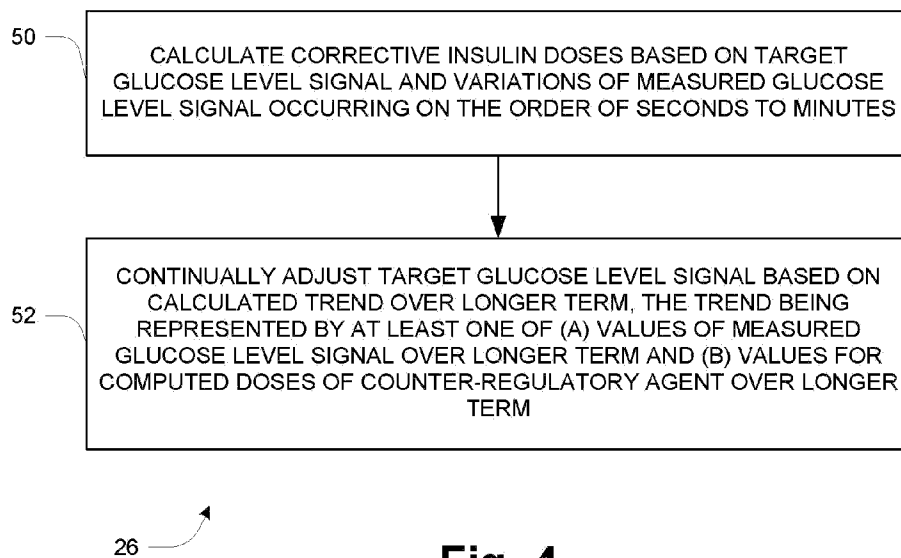 50
CALCULATE CORRECTIVE INSULIN DOSES BASED ON TARGET
GLUCOSE LEVEL SIGNAL AND VARIATIONS OF MEASURED GLUCOSE
LEVEL SIGNAL OCCURRING ON THE ORDER OF SECONDS TO MINUTES
52
CONTINUALLY ADJUST TARGET GLUCOSE LEVEL SIGNAL BASED ON
CALCULATED TREND OVER LONGER TERM, THE TREND BEING
REPRESENTED BY AT LEAST ONE OF (A) VALUES OF MEASURED
GLUCOSE LEVEL SIGNAL OVER LONGER TERM AND (B) VALUES FOR
COMPUTED DOSES OF COUNTER-REGULATORY AGENT OVER LONGER
TERM
26
Fig. 4